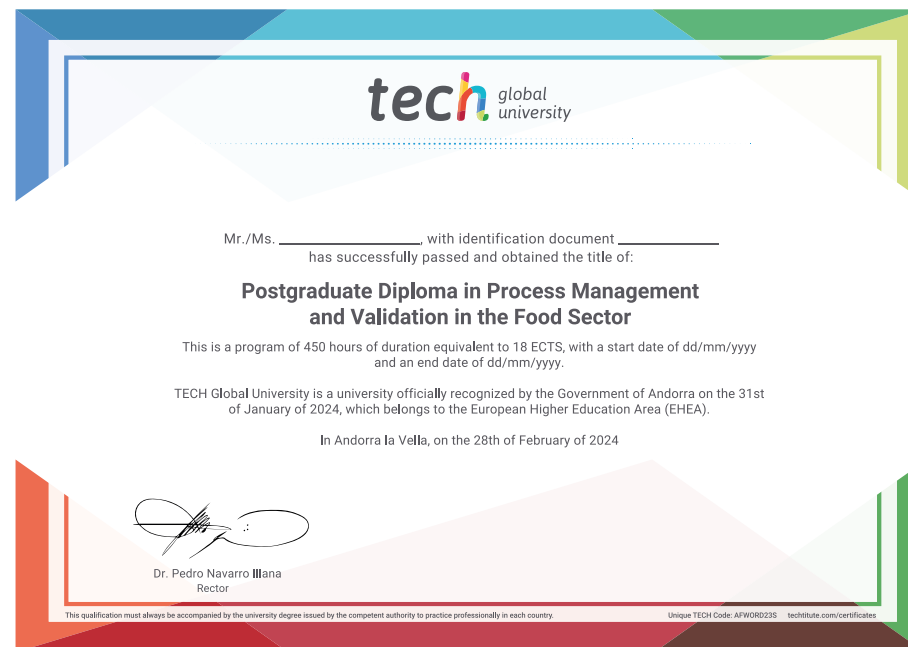 tech global university
Mr./Ms. ____________________, with identification document ______________
has successfully passed and obtained the title of:
Postgraduate Diploma in Process Management
and Validation in the Food Sector
This is a program of 450 hours of duration equivalent to 18 ECTS, with a start date of dd/mm/yyyy
and an end date of dd/mm/yyyy.
TECH Global University is a university officially recognized by the Government of Andorra on the 31st
of January of 2024, which belongs to the European Higher Education Area (EHEA).
In Andorra la Vella, on the 28th of February of 2024
Dr. Pedro Navarro Illana
Rector
This qualification must always be accompanied by the university degree issued by the competent authority to practice professionally in each country.
Unique TECH Code: AFWORD23S techtitute.com/certificates